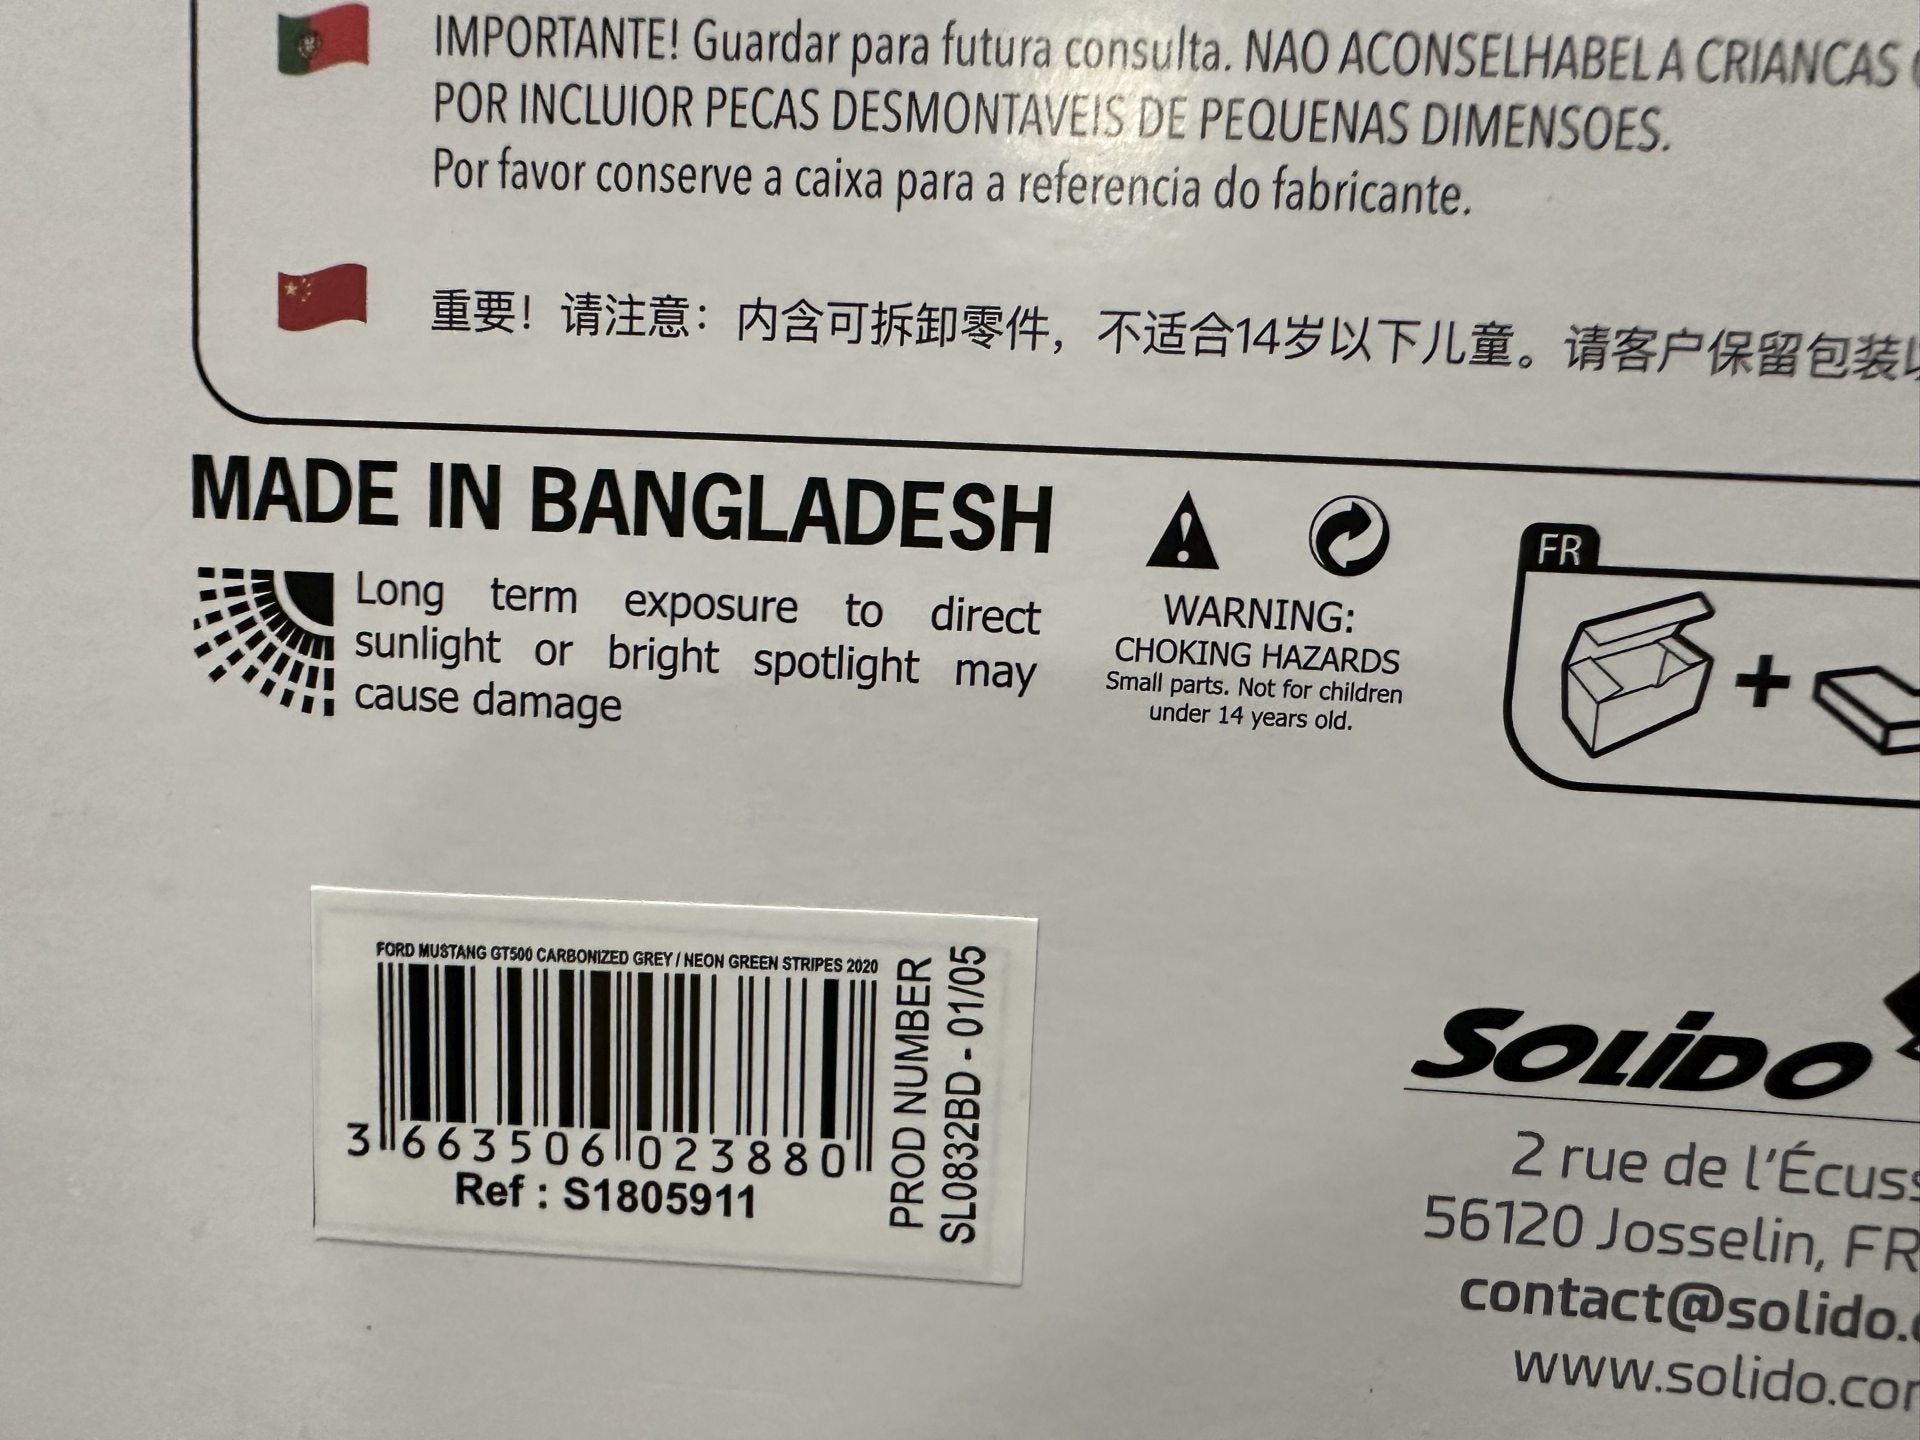 IMPORTANTE! Guardar para futura consulta. NAO ACONSELHABEL A CRIANCAS
POR INCLUIOR PECAS DESMONTAVEIS DE PEQUENAS DIMENSOES.
Por favor conserve a caixa para a referencia do fabricante.
重要！请注意：内含可拆卸零件，不适合14岁以下儿童。请客户保留包装以
MADE IN BANGLADESH
Long term exposure to direct
sunlight or bright spotlight may
cause damage
WARNING:
CHOKING HAZARDS
Small parts. Not for children
under 14 years old.
FR
FORD MUSTANG GT500 CARBONIZED GREY / NEON GREEN STRIPES 2020
3 663506 023880
Ref : S1805911
PROD NUMBER
SL0832BD - 01/05
SOLIDO
2 rue de l'Écuss
56120 Josselin, FR
contact@solido.
www.solido.co